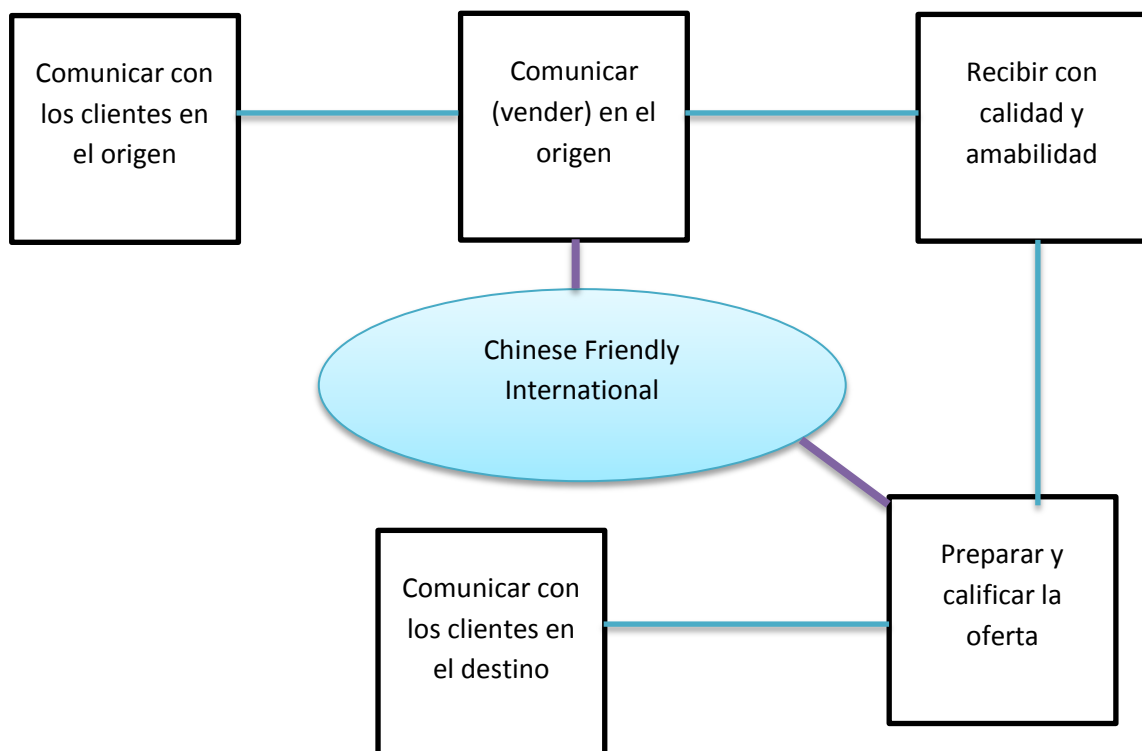 Comunicar con
los clientes en
el origen
Comunicar
(vender) en el
origen
Recibir con
calidad y
amabilidad
Chinese Friendly
International
Comunicar con
los clientes en
el destino
Preparar y
calificar la
oferta